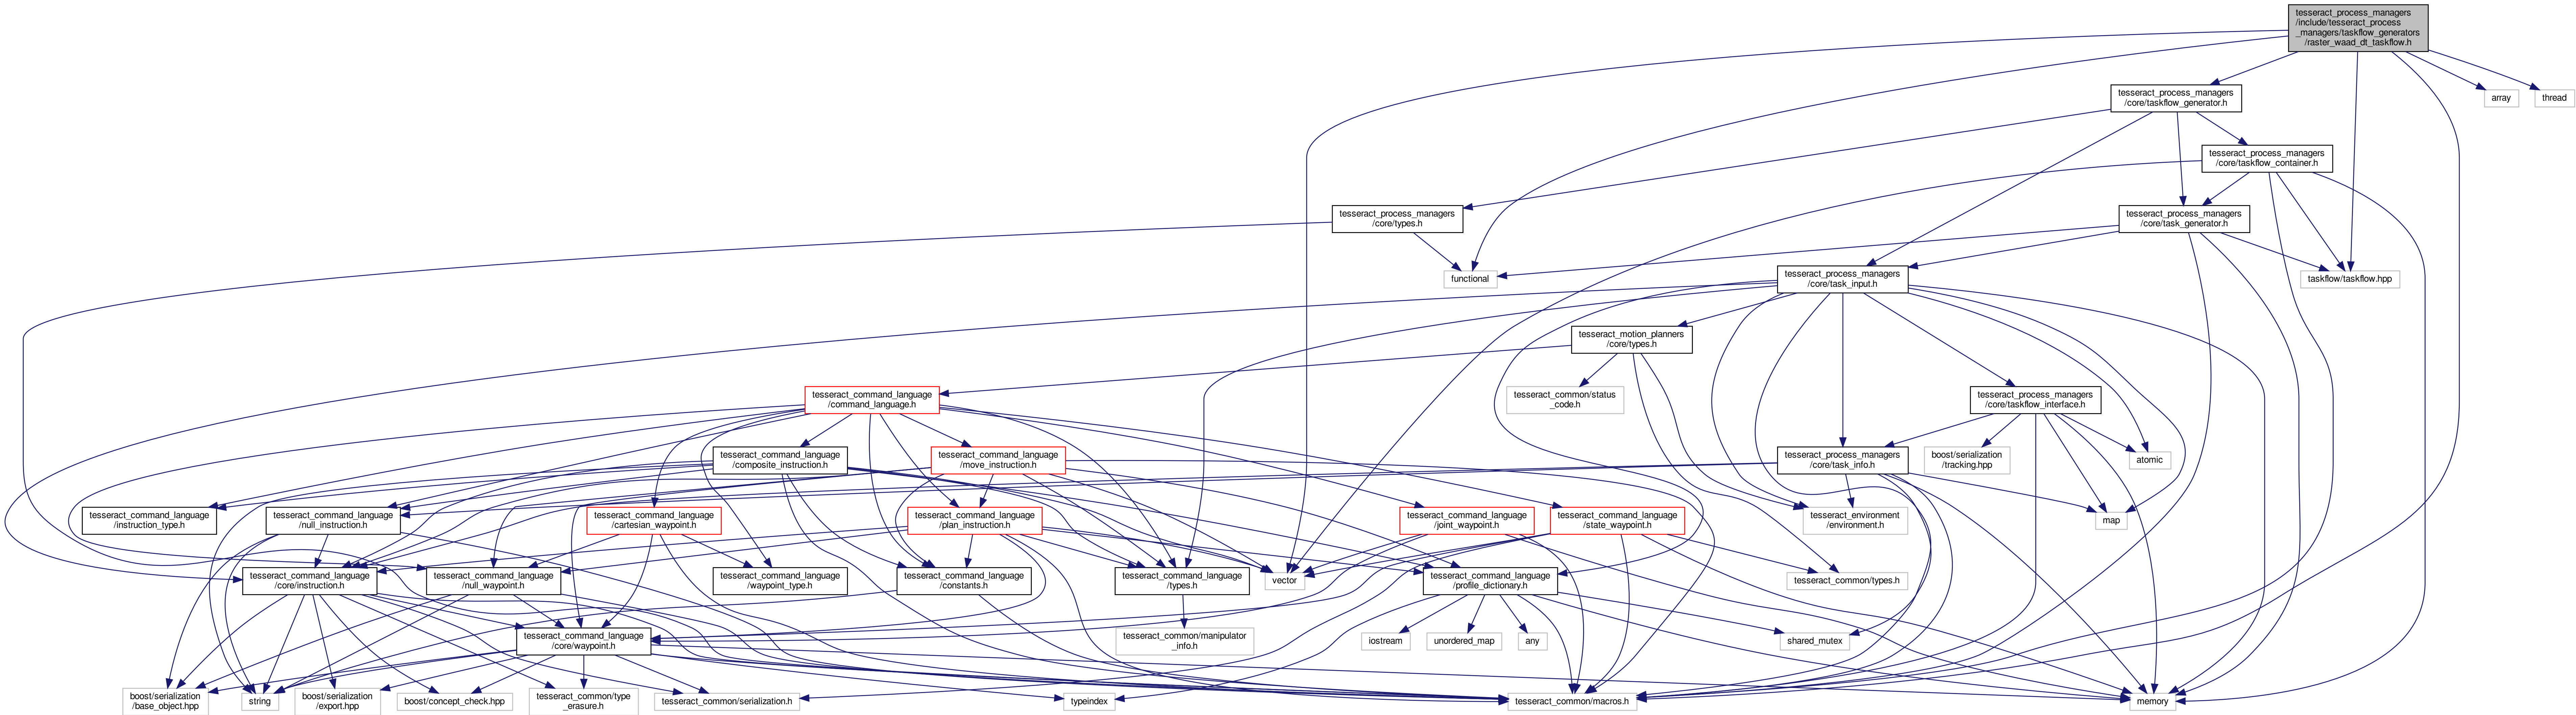 tesseract_process_managers
/include/tesseract_process
_managers/taskflow_generators
/raster_waad_dt_taskflow.h
tesseract_process_managers
/core/taskflow_generator.h
array
thread
tesseract_process_managers
/core/taskflow_container.h
tesseract_process_managers
/core/types.h
tesseract_process_managers
/core/task_generator.h
functional
tesseract_process_managers
/core/task_input.h
taskflow/taskflow.hpp
tesseract_motion_planners
/core/types.h
tesseract_command_language
/command_language.h
tesseract_common/status
_code.h
tesseract_process_managers
/core/taskflow_interface.h
tesseract_command_language
/composite_instruction.h
tesseract_command_language
/move_instruction.h
tesseract_process_managers
/core/task_info.h
boost/serialization
/tracking.hpp
atomic
tesseract_command_language
/instruction_type.h
tesseract_command_language
/null_instruction.h
tesseract_command_language
/cartesian_waypoint.h
tesseract_command_language
/plan_instruction.h
tesseract_command_language
/joint_waypoint.h
tesseract_command_language
/state_waypoint.h
tesseract_environment
/environment.h
map
tesseract_command_language
/core/instruction.h
tesseract_command_language
/null_waypoint.h
tesseract_command_language
/waypoint_type.h
tesseract_command_language
/constants.h
tesseract_command_language
/types.h
vector
tesseract_command_language
/profile_dictionary.h
tesseract_common/types.h
tesseract_command_language
/core/waypoint.h
tesseract_common/manipulator
_info.h
iostream
unordered_map
any
shared_mutex
boost/serialization
/base_object.hpp
string
boost/serialization
/export.hpp
boost/concept_check.hpp
tesseract_common/type
_erasure.h
tesseract_common/serialization.h
typeindex
tesseract_common/macros.h
memory